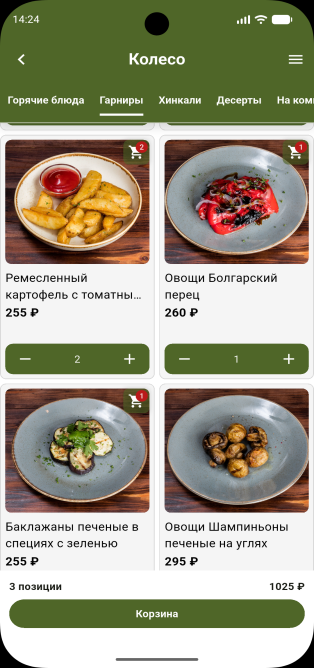 14:24
Колесо
Горячие блюда Гарниры Хинкали Десерты На ком
2
1
Ремесленный
картофель с томатны...
255 ₽
Овощи Болгарский
перец
260 ₽
− 2 +
− 1 +
1
Баклажаны печеные в
специях с зеленью
255 ₽
Овощи Шампиньоны
печеные на углях
295 ₽
3 позиции
1025 ₽
Корзина